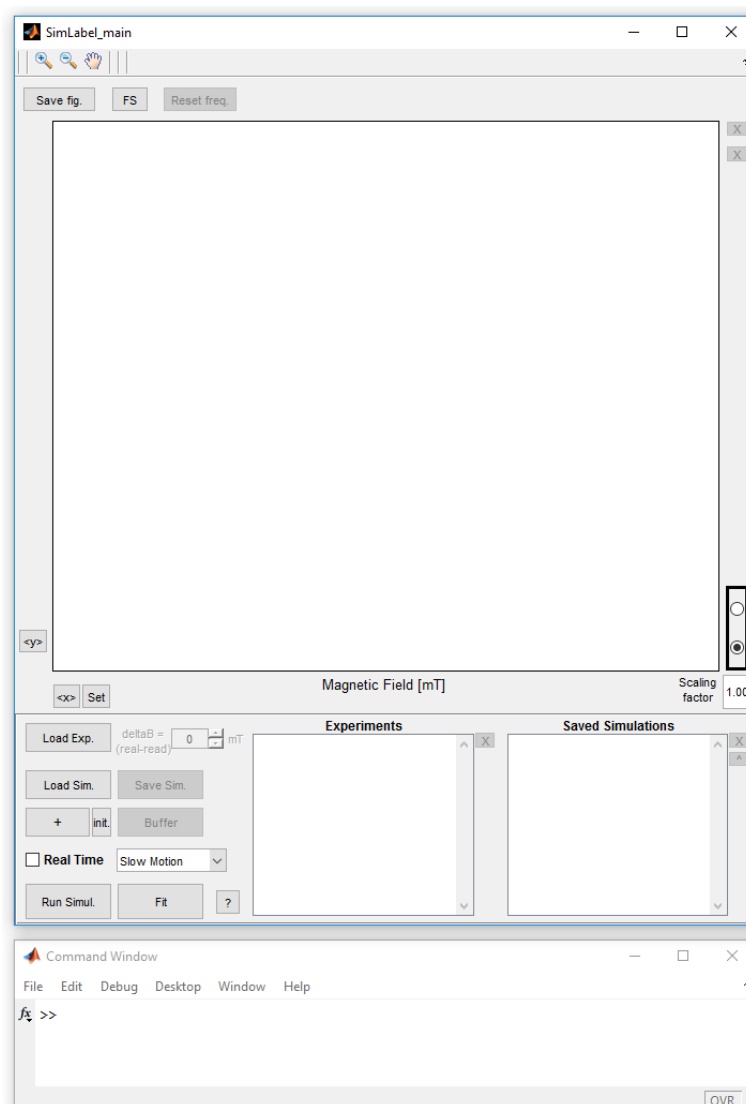 SimLabel_main
Save fig. FS Reset freq.
X
X
<y>
Magnetic Field [mT]
<x> Set
Scaling
factor
1.00
Load Exp.
deltaB =
(real-read)
0
mT
Experiments
X
Saved Simulations
X
^
Load Sim. Save Sim.
+ init. Buffer
Real Time Slow Motion
Run Simul. Fit ?
Command Window
File Edit Debug Desktop Window Help
fx >>
OVR